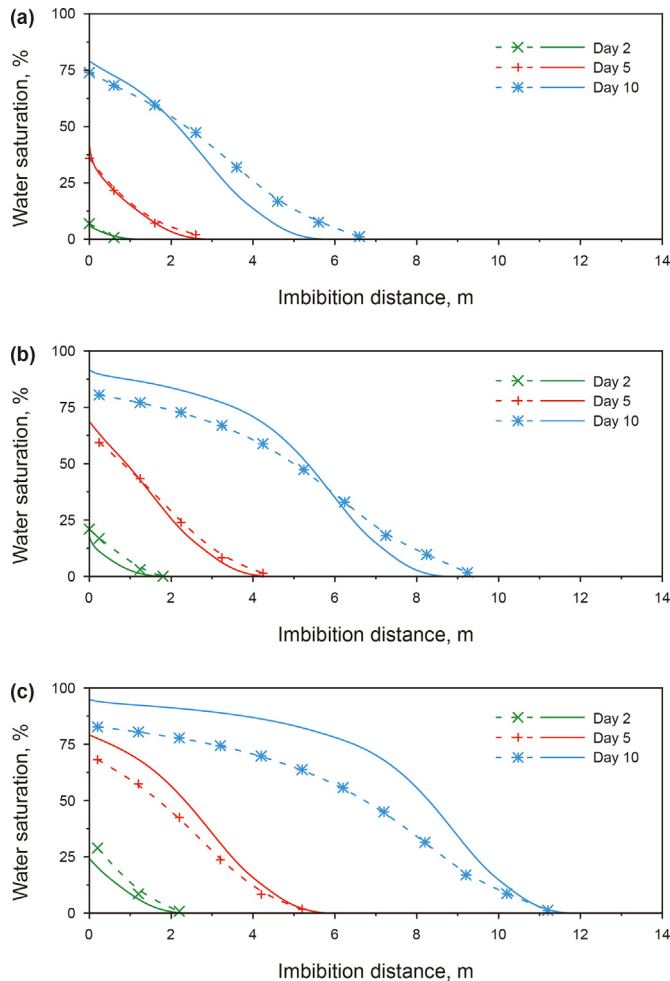 (a)
100
75
50
25
0
Water saturation, %
Day 2
Day 5
Day 10
0 2 4 6 8 10 12 14
Imbibition distance, m
(b)
100
75
50
25
0
Water saturation, %
Day 2
Day 5
Day 10
0 2 4 6 8 10 12 14
Imbibition distance, m
(c)
100
75
50
25
0
Water saturation, %
Day 2
Day 5
Day 10
0 2 4 6 8 10 12 14
Imbibition distance, m